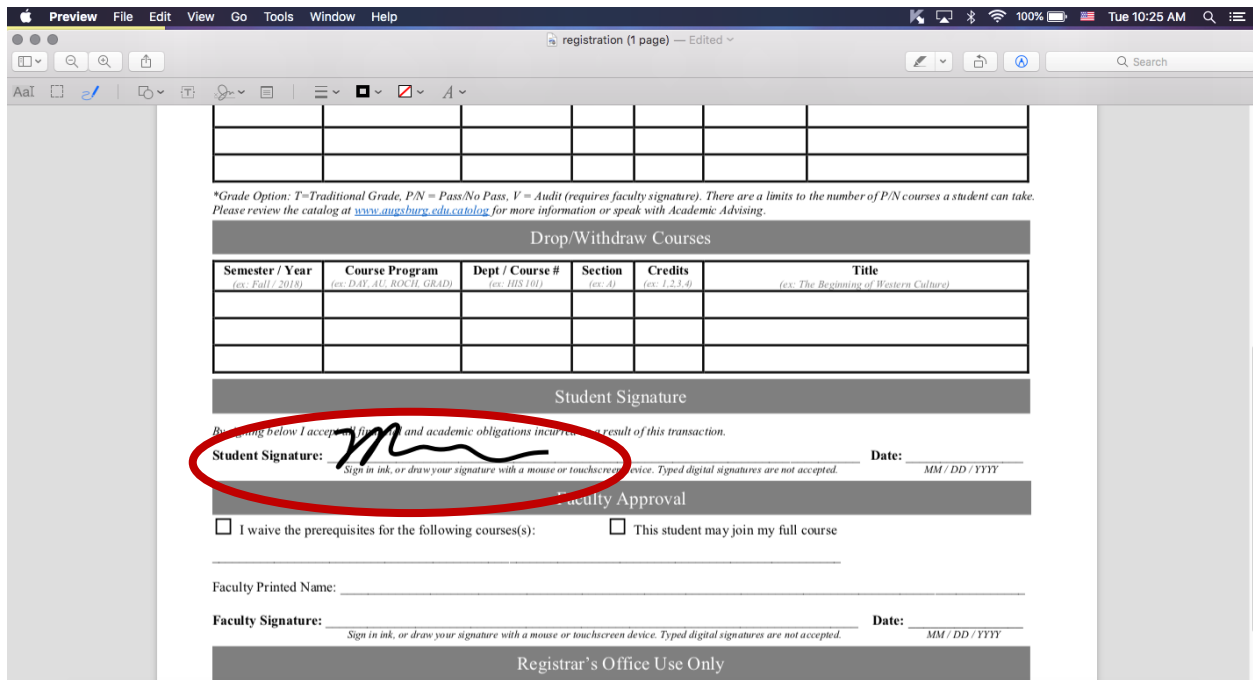 Preview File Edit View Go Tools Window Help 100% Tue 10:25 AM
registration (1 page) — Edited
Search
AaI T A
*Grade Option: T=Traditional Grade, P/N = Pass/No Pass, V = Audit (requires faculty signature). There are a limits to the number of P/N courses a student can take.
Please review the catalog at www.augsburg.edu.catolog for more information or speak with Academic Advising.
Drop/Withdraw Courses
Semester / Year Course Program Dept / Course # Section Credits Title
(ex: Fall / 2018) (ex: DAY, AU, ROCH, GRAD) (ex: HIS 101) (ex: A) (ex: 1,2,3,4) (ex: The Beginning of Western Culture)
Student Signature
By signing below I accept all financial and academic obligations incurred as a result of this transaction.
Student Signature: Date:
Sign in ink, or draw your signature with a mouse or touchscreen device. Typed digital signatures are not accepted. MM / DD / YYYY
Faculty Approval
I waive the prerequisites for the following courses(s): This student may join my full course
Faculty Printed Name:
Faculty Signature: Date:
Sign in ink, or draw your signature with a mouse or touchscreen device. Typed digital signatures are not accepted. MM / DD / YYYY
Registrar's Office Use Only